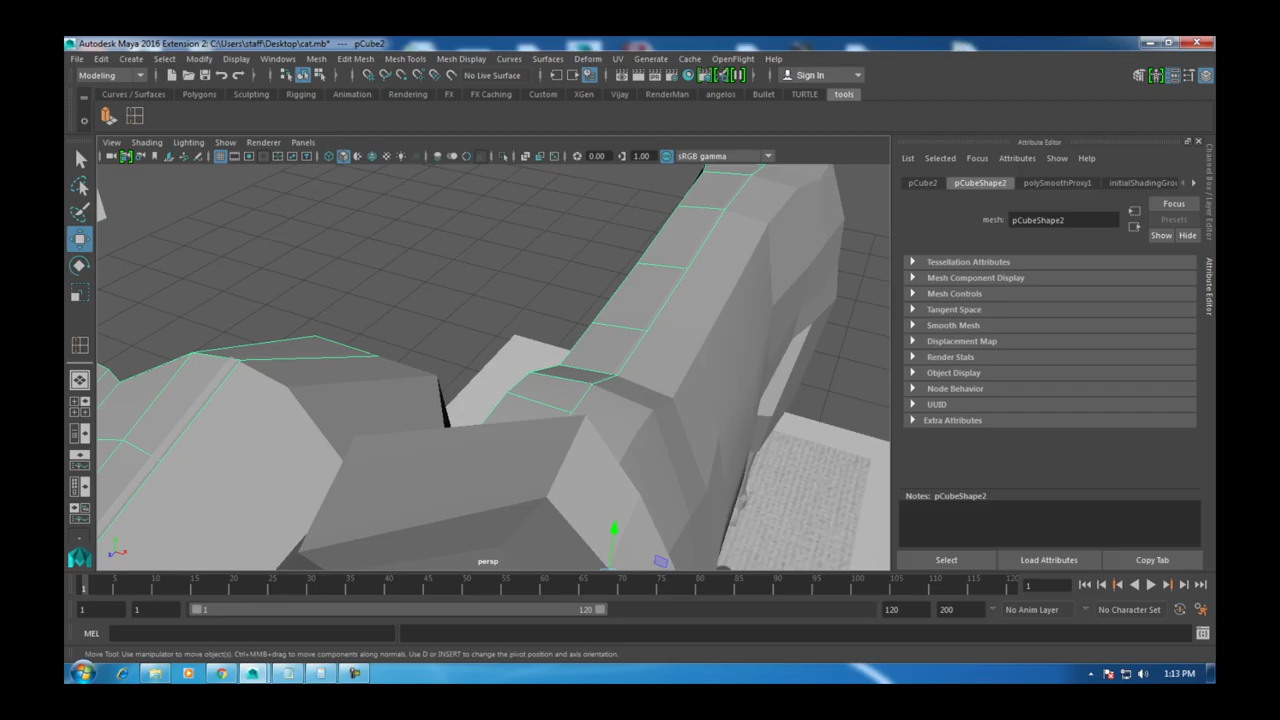 Autodesk Maya 2016 Extension 2: C:\Users\staff\Desktop\cat.mb* --- pCube2
File Edit Create Select Modify Display Windows Mesh Edit Mesh Mesh Tools Mesh Display Curves Surfaces Deform UV Generate Cache OpenFlight Help
Modeling No Live Surface Sign In
Curves / Surfaces Polygons Sculpting Rigging Animation Rendering FX FX Caching Custom XGen Vijay RenderMan angelos Bullet TURTLE tools
View Shading Lighting Show Renderer Panels
0.00 1.00 sRGB gamma
persp
Attribute Editor
List Selected Focus Attributes Show Help
pCube2 pCubeShape2 polySmoothProxy1 initialShadingGrou
Focus
Presets
mesh: pCubeShape2
Show Hide
Tessellation Attributes
Mesh Component Display
Mesh Controls
Tangent Space
Smooth Mesh
Displacement Map
Render Stats
Object Display
Node Behavior
UUID
Extra Attributes
Notes: pCubeShape2
Select Load Attributes Copy Tab
Channel Box / Layer Editor
Attribute Editor
5 10 15 20 25 30 35 40 45 50 55 60 65 70 75 80 85 90 95 100 105 110 115 120
1 1
1 1 1 120 120 200 No Anim Layer No Character Set
MEL
Move Tool: Use manipulator to move object(s). Ctrl+MMB+drag to move components along normals. Use D or INSERT to change the pivot position and axis orientation.
1:13 PM